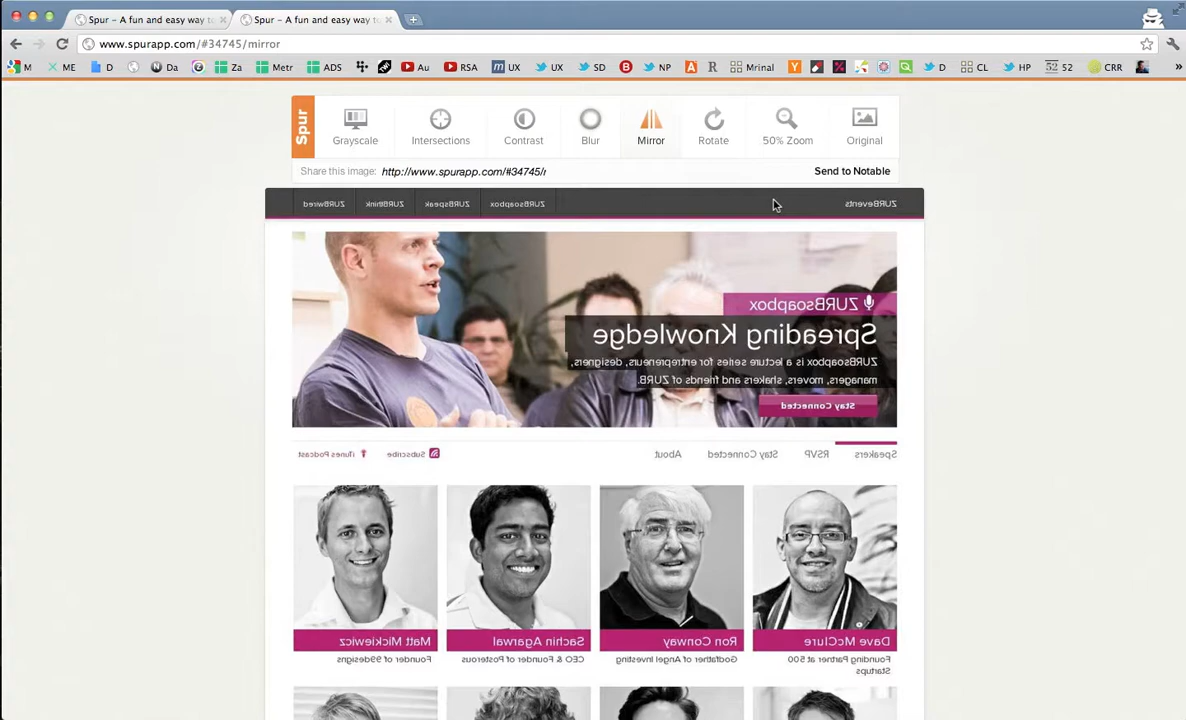 Spur – A fun and easy way to
Spur – A fun and easy way to
www.spurapp.com/#34745/mirror
M ME D Da Za Metr ADS Au RSA UX UX SD NP Mrinal D CL HP 52 CRR »
Spur
Grayscale Intersections Contrast Blur Mirror Rotate 50% Zoom Original
Share this image: http://www.spurapp.com/#34745/r Send to Notable
ZURBwired ZURBthink ZURBspeak ZURBsoapbox ZURBevents
ZURBsoapbox
Spreading Knowledge
ZURBsoapbox is a lecture series for entrepreneurs, designers,
managers, movers, shakers and friends of ZURB.
Stay Connected
iTunes Podcast Subscribe About Stay Connected RSVP Speakers
Matt Mickiewicz Sachin Agarwal Ron Conway Dave McClure
Founder of 99designs CEO & Founder of Posterous Godfather of Angel Investing Founding Partner at 500
Startups